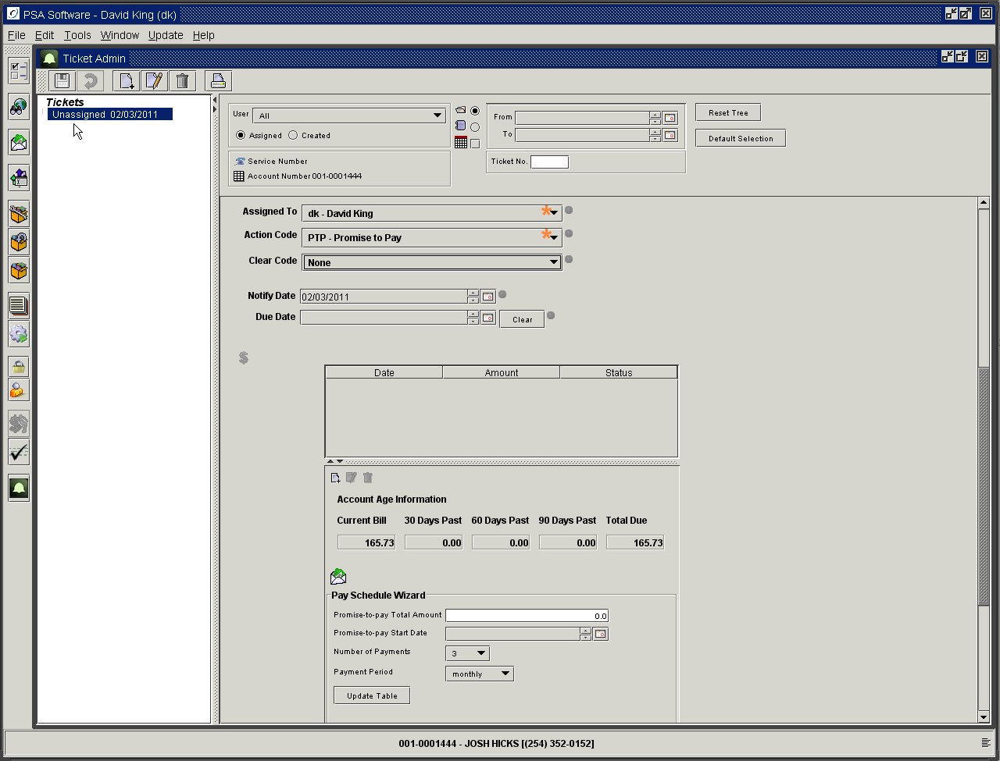 PSA Software - David King (dk)
File Edit Tools Window Update Help
Ticket Admin
Tickets
Unassigned 02/03/2011
User All
Assigned Created
From
To
Reset Tree
Default Selection
Service Number
Account Number 001-0001444
Ticket No.
Assigned To dk - David King
Action Code PTP - Promise to Pay
Clear Code None
Notify Date 02/03/2011
Due Date Clear
Date Amount Status
Account Age Information
Current Bill 30 Days Past 60 Days Past 90 Days Past Total Due
165.73 0.00 0.00 0.00 165.73
Pay Schedule Wizard
Promise-to-pay Total Amount 0.0
Promise-to-pay Start Date
Number of Payments 3
Payment Period monthly
Update Table
001-0001444 - JOSH HICKS [(254) 352-0152]